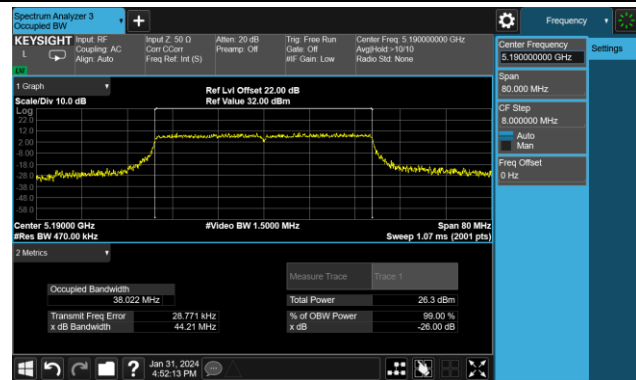 Spectrum Analyzer 3
Occupied BW
Frequency
KEYSIGHT
L
Input: RF
Coupling: AC
Align: Auto
Input Z: 50 Ω
Corr CCorr
Freq Ref: Int (S)
Atten: 20 dB
Preamp: Off
Trig: Free Run
Gate: Off
#IF Gain: Low
Center Freq: 5.190000000 GHz
Avg|Hold:>10/10
Radio Std: None
Center Frequency
5.190000000 GHz
Settings
Span
80.000 MHz
CF Step
8.000000 MHz
Auto
Man
Freq Offset
0 Hz
1 Graph
Scale/Div 10.0 dB
Ref Lvl Offset 22.00 dB
Ref Value 32.00 dBm
Log
22.0
12.0
2.00
-8.00
-18.0
-28.0
-38.0
-48.0
-58.0
Center 5.19000 GHz
#Res BW 470.00 kHz
#Video BW 1.5000 MHz
Span 80 MHz
Sweep 1.07 ms (2001 pts)
2 Metrics
Measure Trace
Trace 1
Occupied Bandwidth
38.022 MHz
Total Power
26.3 dBm
Transmit Freq Error
28.771 kHz
% of OBW Power
99.00 %
x dB Bandwidth
44.21 MHz
x dB
-26.00 dB
?
Jan 31, 2024
4:52:13 PM